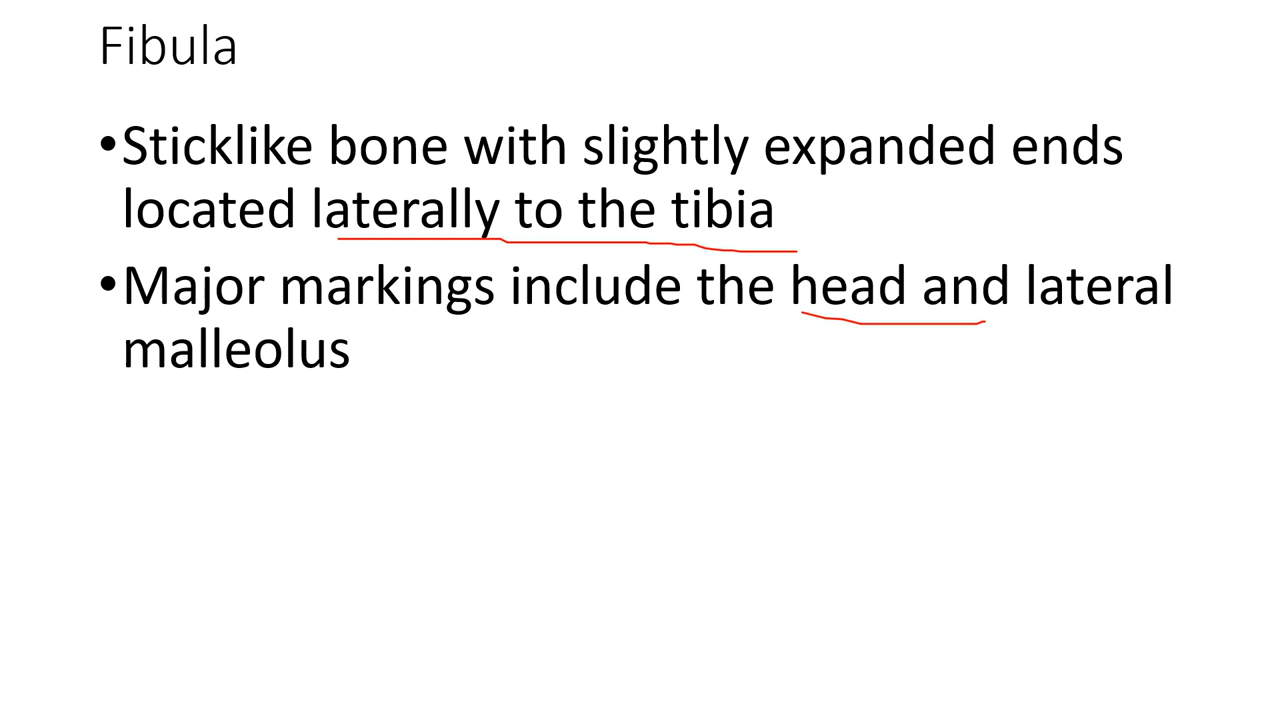 Fibula
•Sticklike bone with slightly expanded ends
located laterally to the tibia
•Major markings include the head and lateral
malleolus